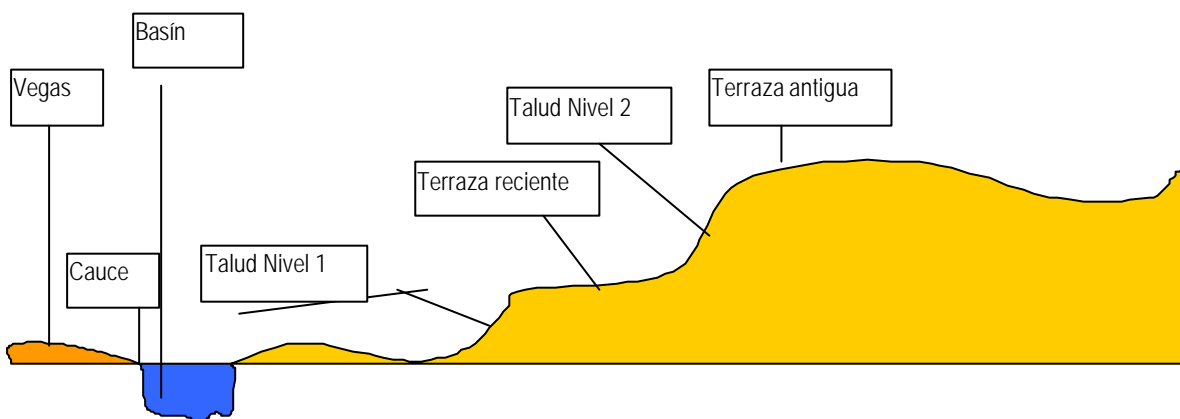 Basín
Vegas
Talud Nivel 2
Terraza antigua
Terraza reciente
Cauce
Talud Nivel 1